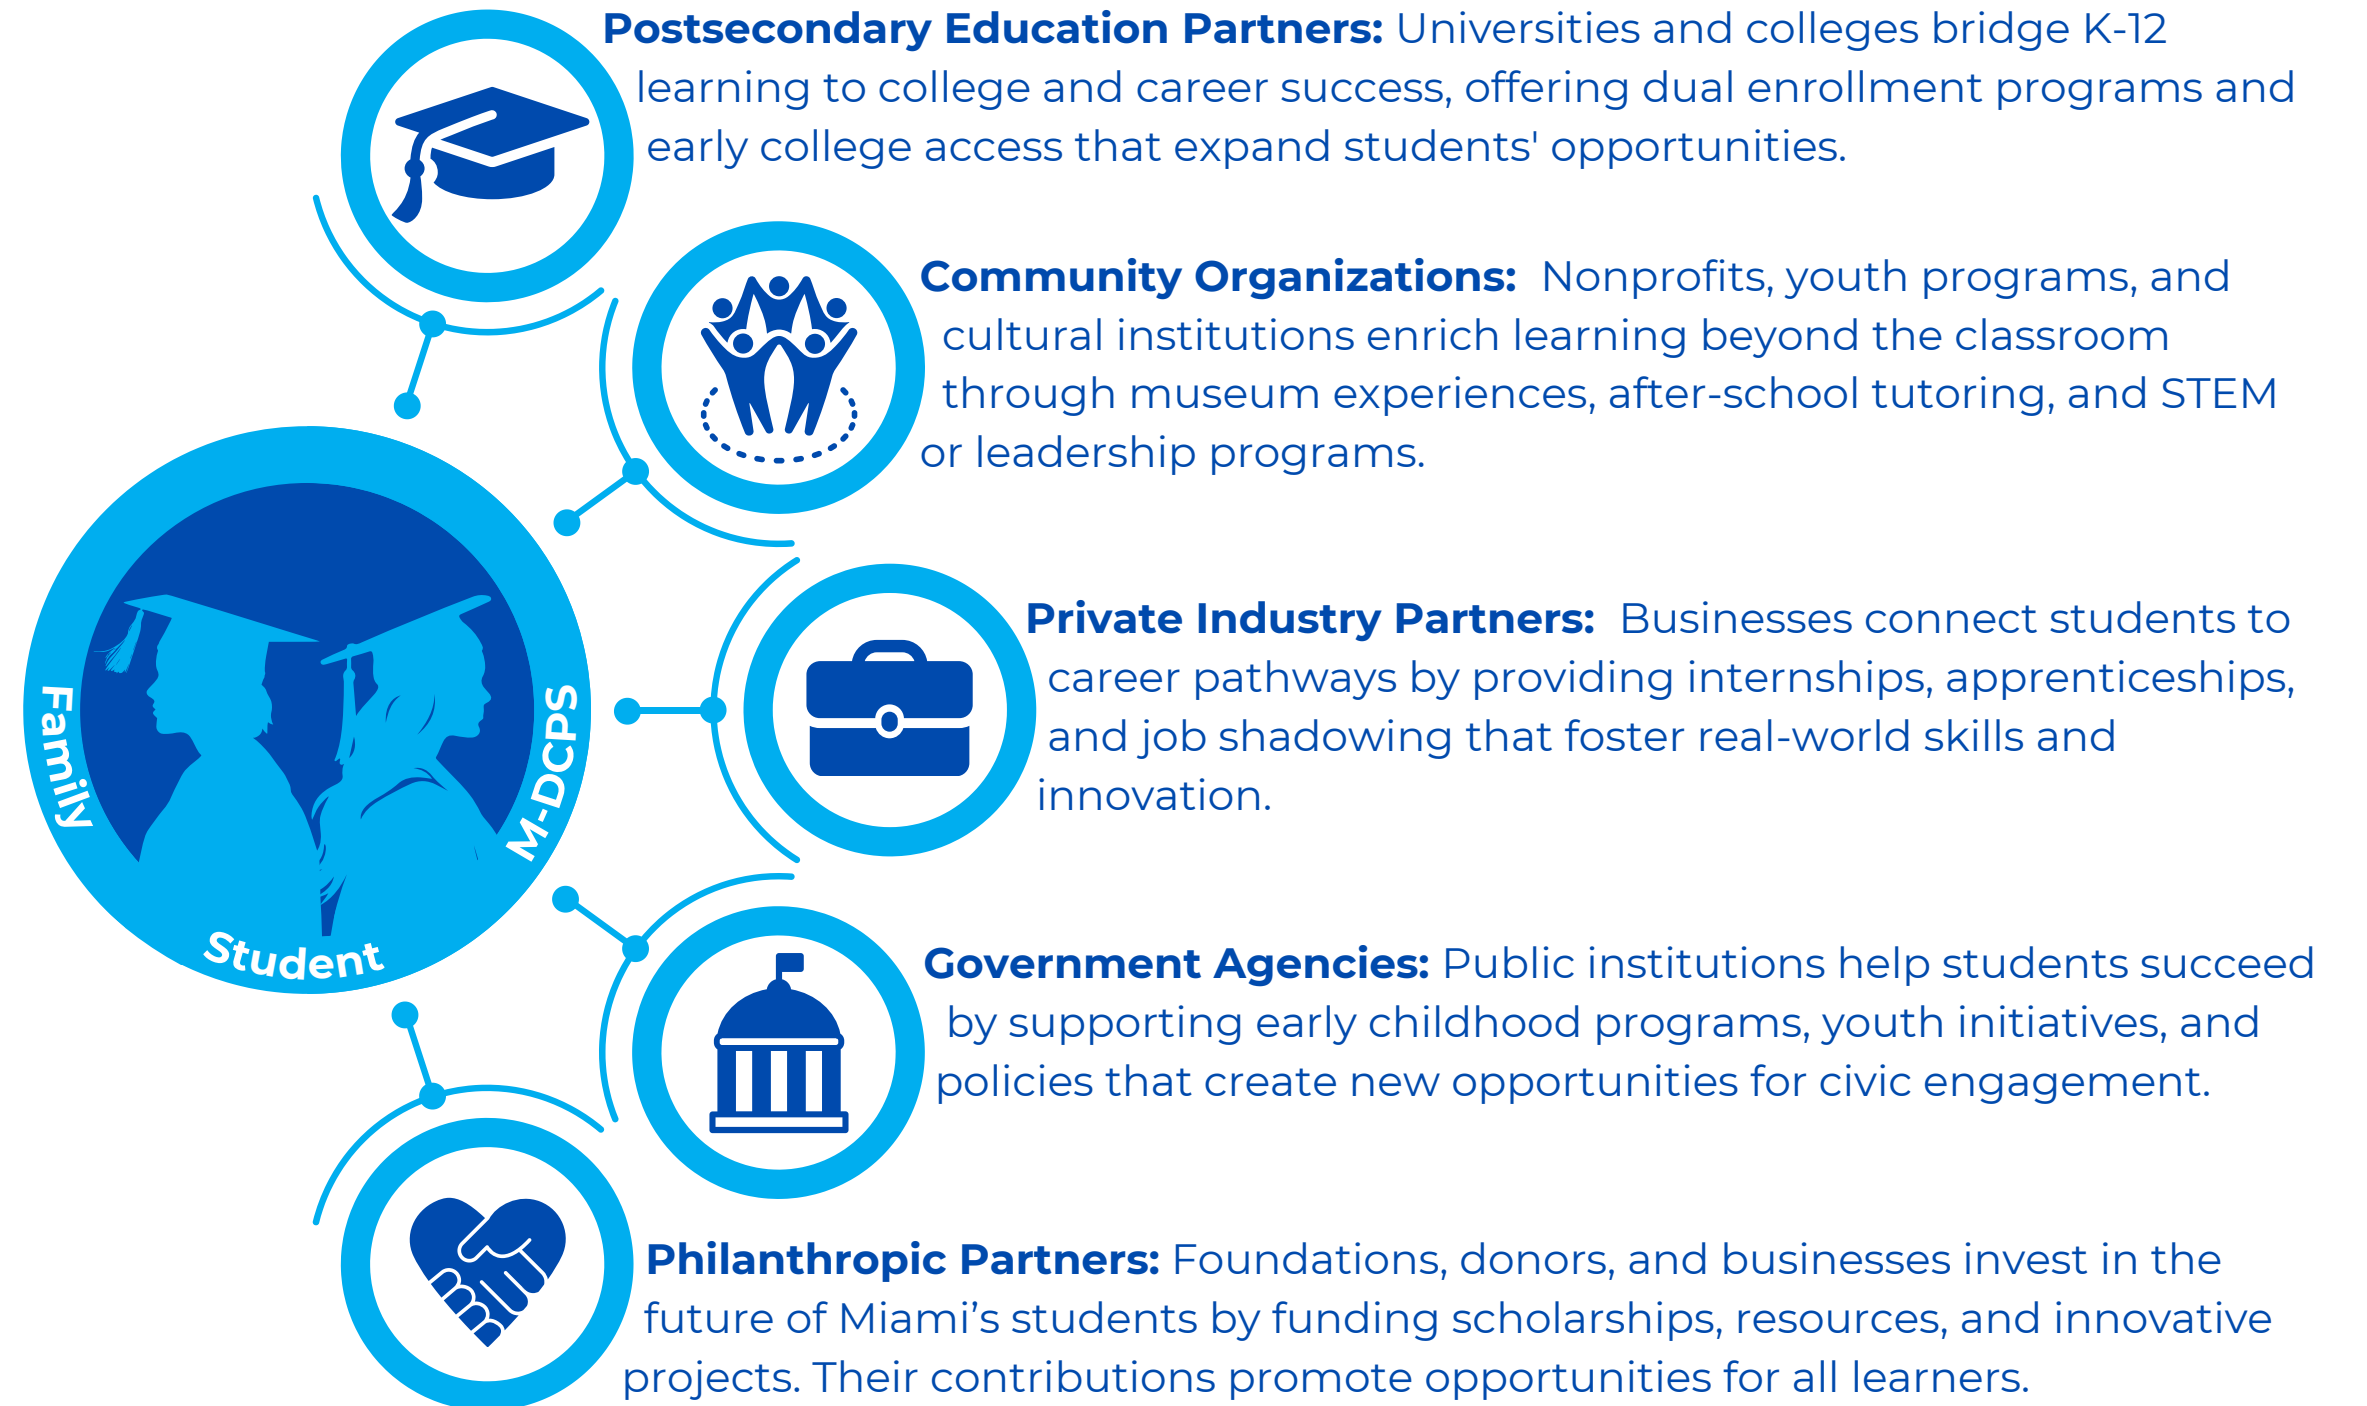 Postsecondary Education Partners: Universities and colleges bridge K-12
learning to college and career success, offering dual enrollment programs and
early college access that expand students' opportunities.
Community Organizations: Nonprofits, youth programs, and
cultural institutions enrich learning beyond the classroom
through museum experiences, after-school tutoring, and STEM
or leadership programs.
Private Industry Partners: Businesses connect students to
career pathways by providing internships, apprenticeships,
and job shadowing that foster real-world skills and
innovation.
Family
M-DCPS
Student
Government Agencies: Public institutions help students succeed
by supporting early childhood programs, youth initiatives, and
policies that create new opportunities for civic engagement.
Philanthropic Partners: Foundations, donors, and businesses invest in the
future of Miami’s students by funding scholarships, resources, and innovative
projects. Their contributions promote opportunities for all learners.